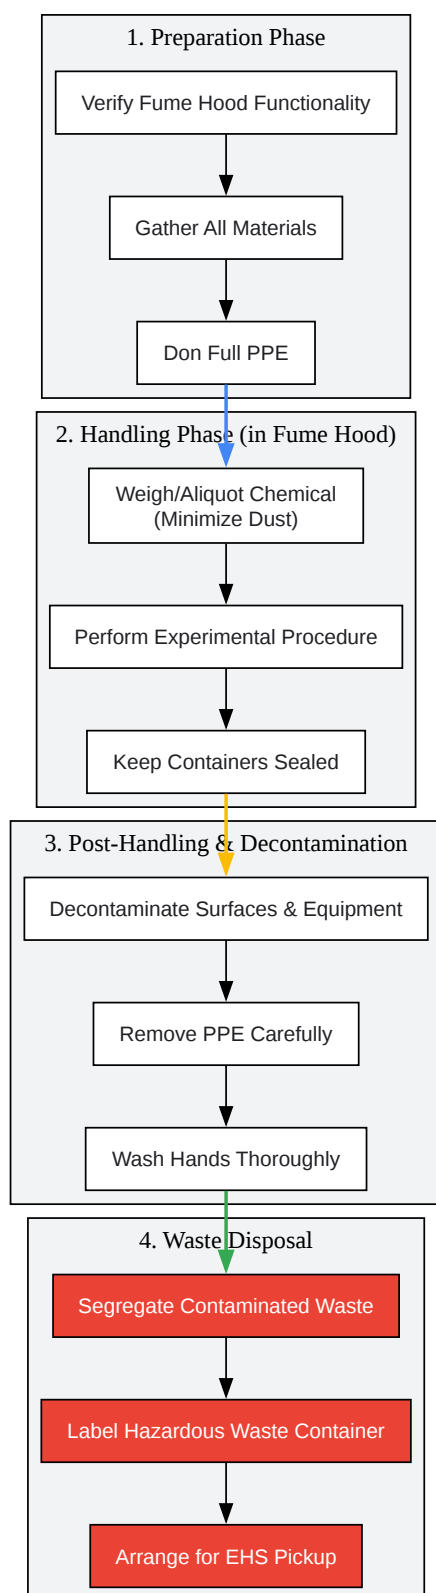 1. Preparation Phase
Verify Fume Hood Functionality
Gather All Materials
Don Full PPE
2. Handling Phase (in Fume Hood)
Weigh/Aliquot Chemical
(Minimize Dust)
Perform Experimental Procedure
Keep Containers Sealed
3. Post-Handling & Decontamination
Decontaminate Surfaces & Equipment
Remove PPE Carefully
Wash Hands Thoroughly
4. Waste Disposal
Segregate Contaminated Waste
Label Hazardous Waste Container
Arrange for EHS Pickup